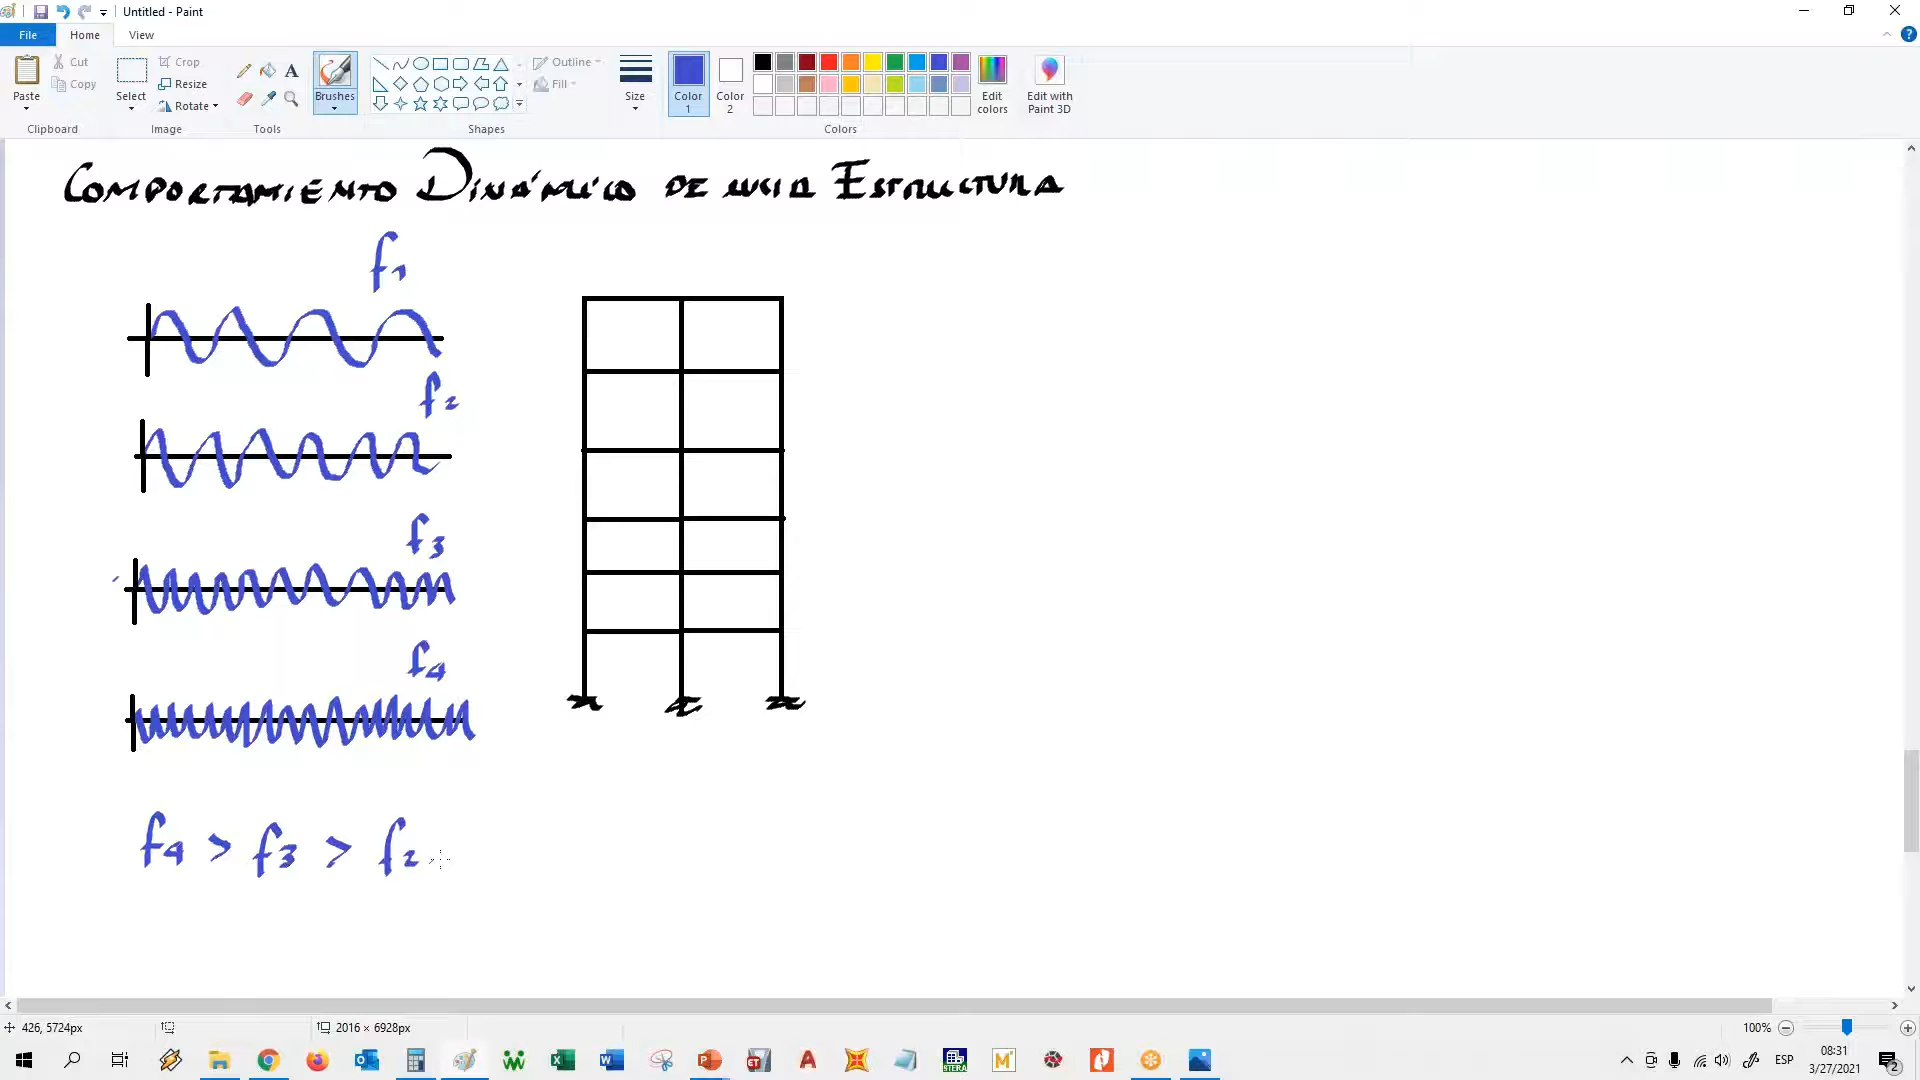 Untitled - Paint
File Home View
Paste Cut Copy Clipboard
Select Crop Resize Rotate Image
A Tools
Brushes
Outline Fill Shapes
Size
Color 1 Color 2 Edit colors Edit with Paint 3D Colors
COMPORTAMIENTO DINÁMICO DE UNA ESTRUCTURA
f1
f2
f3
f4
f4 > f3 > f2
426, 5724px 2016 × 6928px 100%
ESP 08:31
3/27/2021 2